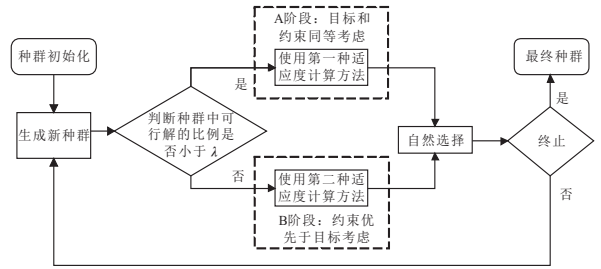 A阶段：目标和
约束同等考虑
种群初始化
使用第一种适
应度计算方法
最终种群
是
是
生成新种群
判断种群中可
行解的比例是
否小于 λ
自然选择
终止
否
否
使用第二种适
应度计算方法
B阶段：约束优
先于目标考虑